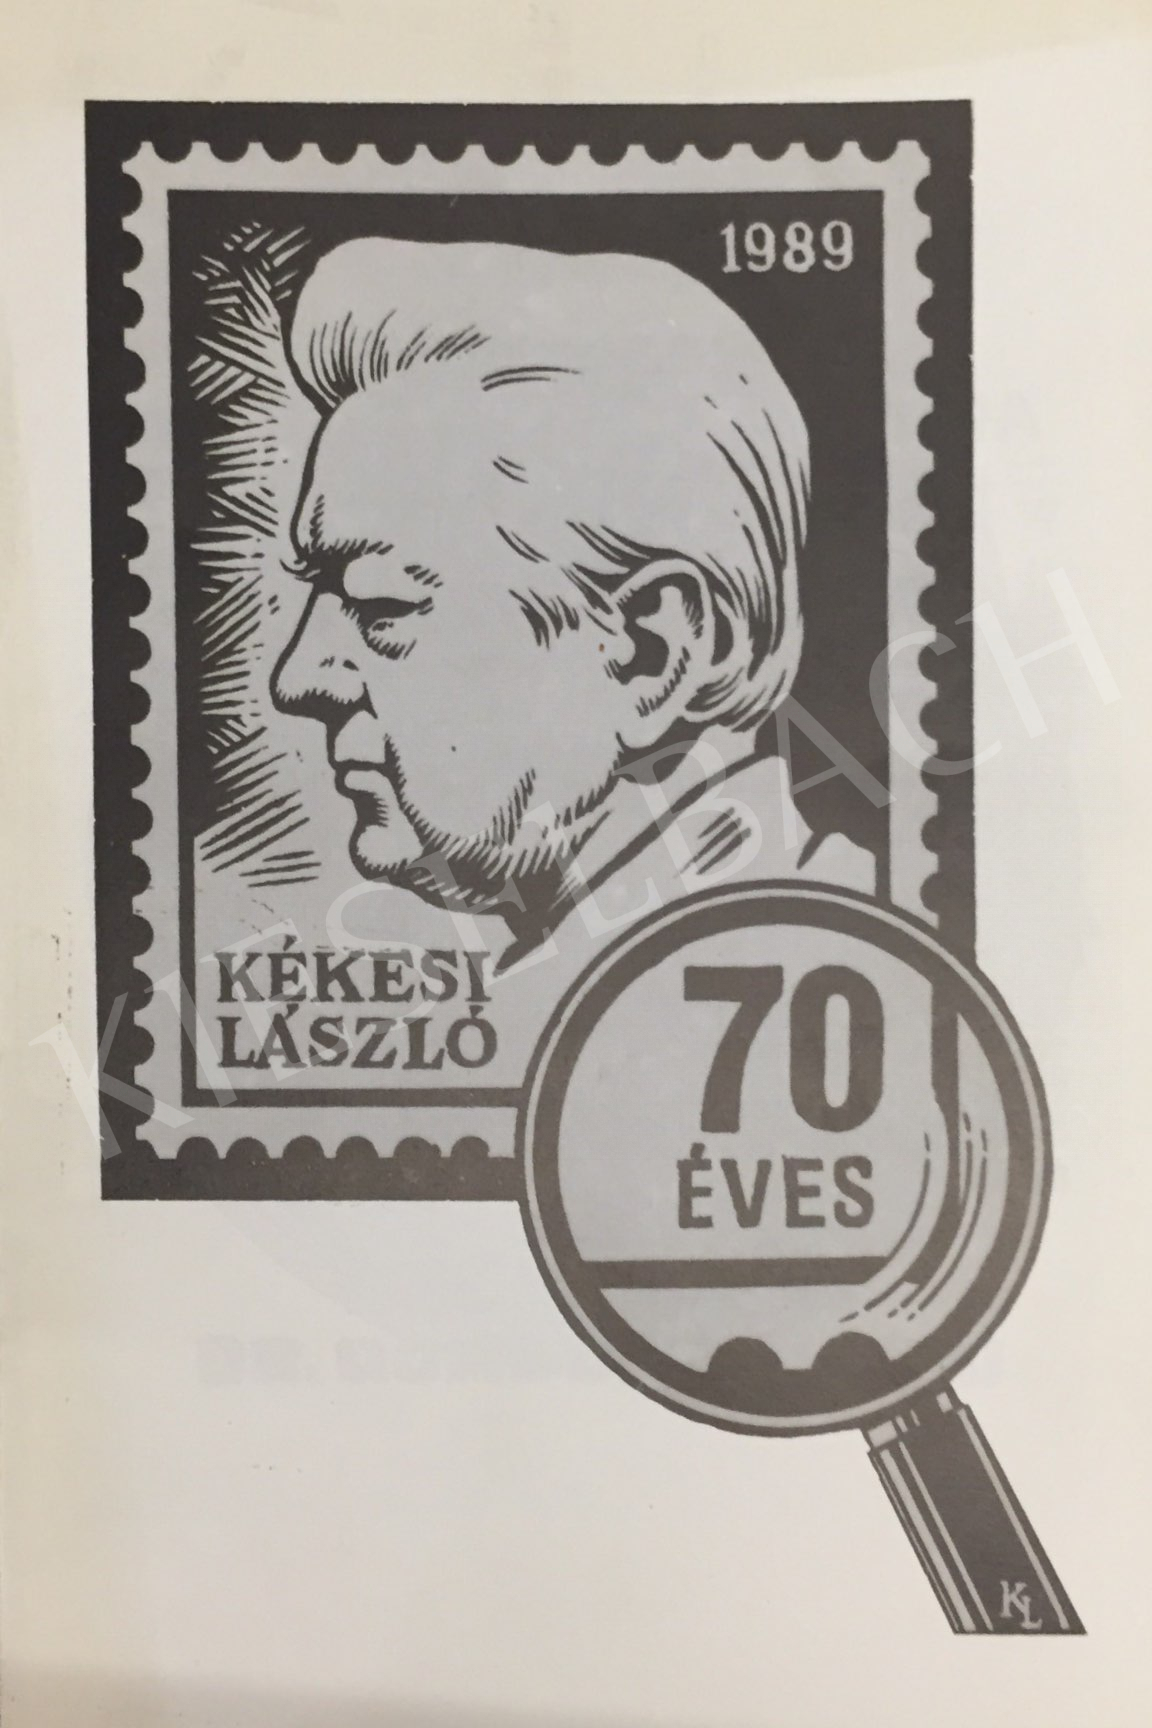 1989
KÉKESI
LÁSZLÓ
70
ÉVES
KL
KIESELBACH